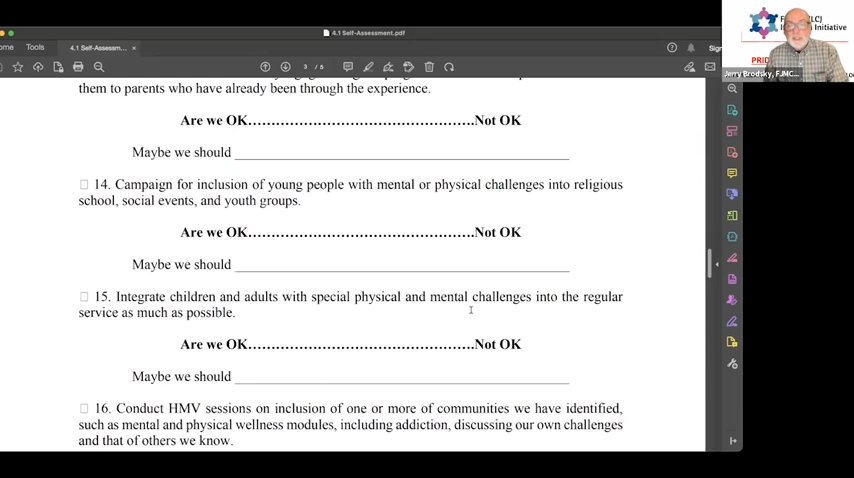 4.1 Self-Assessment.pdf
ome Tools 4.1 Self-Assessm... ×
Sign
3 / 6
them to parents who have already been through the experience.
Are we OK……………………………………….Not OK
Maybe we should ____________________
☐ 14. Campaign for inclusion of young people with mental or physical challenges into religious
school, social events, and youth groups.
Are we OK……………………………………….Not OK
Maybe we should ____________________
☐ 15. Integrate children and adults with special physical and mental challenges into the regular
service as much as possible.
Are we OK……………………………………….Not OK
Maybe we should ____________________
☐ 16. Conduct HMV sessions on inclusion of one or more of communities we have identified,
such as mental and physical wellness modules, including addiction, discussing our own challenges
and that of others we know.
LCJ
Initiative
PRID
Jerry Brodsky, FJMC...